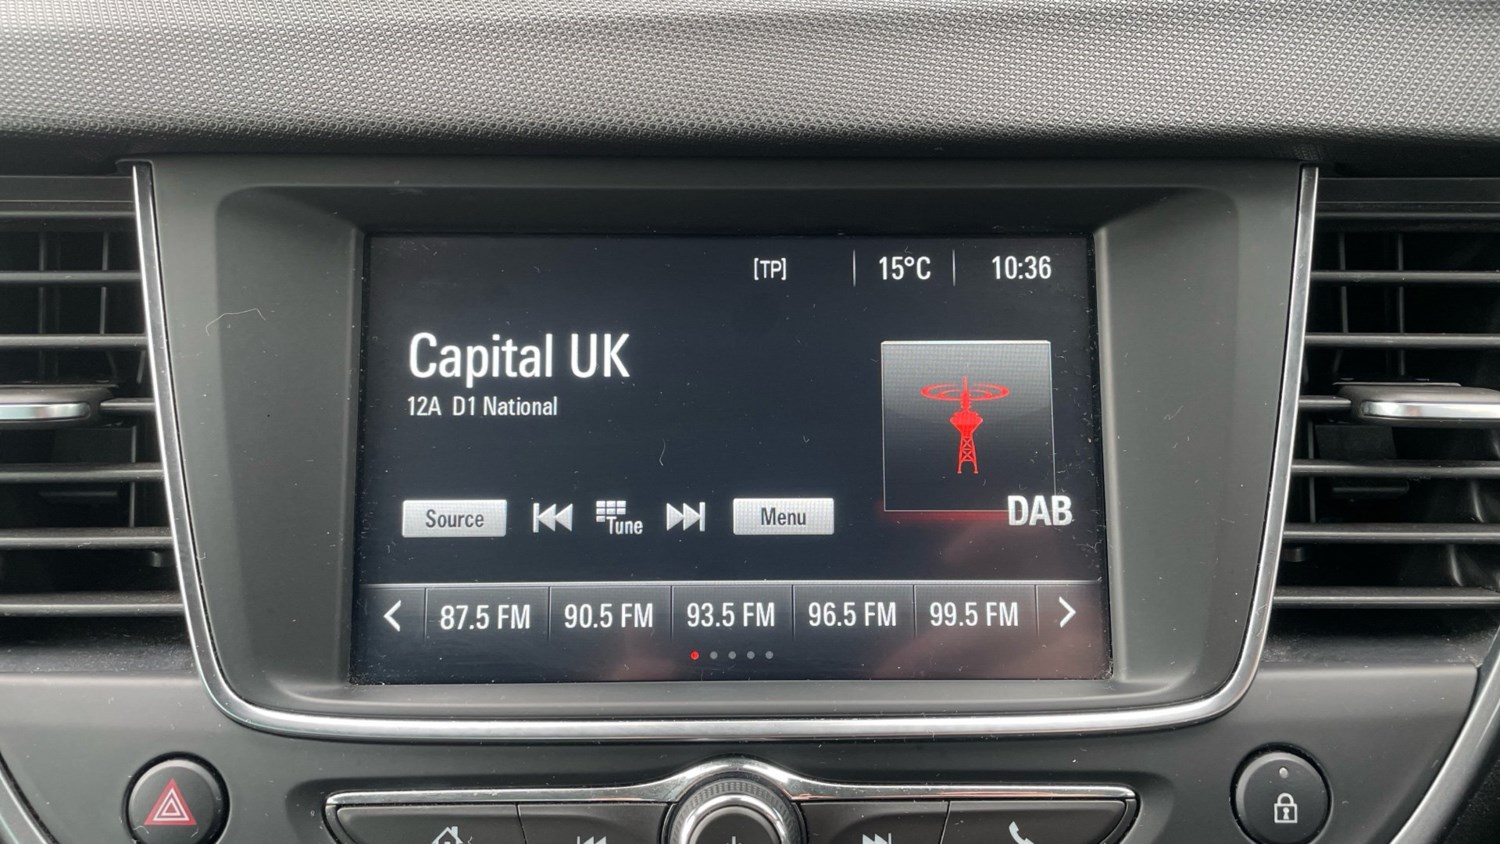 [TP] 15°C 10:36
Capital UK
12A D1 National
Source Tune Menu
DAB
87.5 FM 90.5 FM 93.5 FM 96.5 FM 99.5 FM